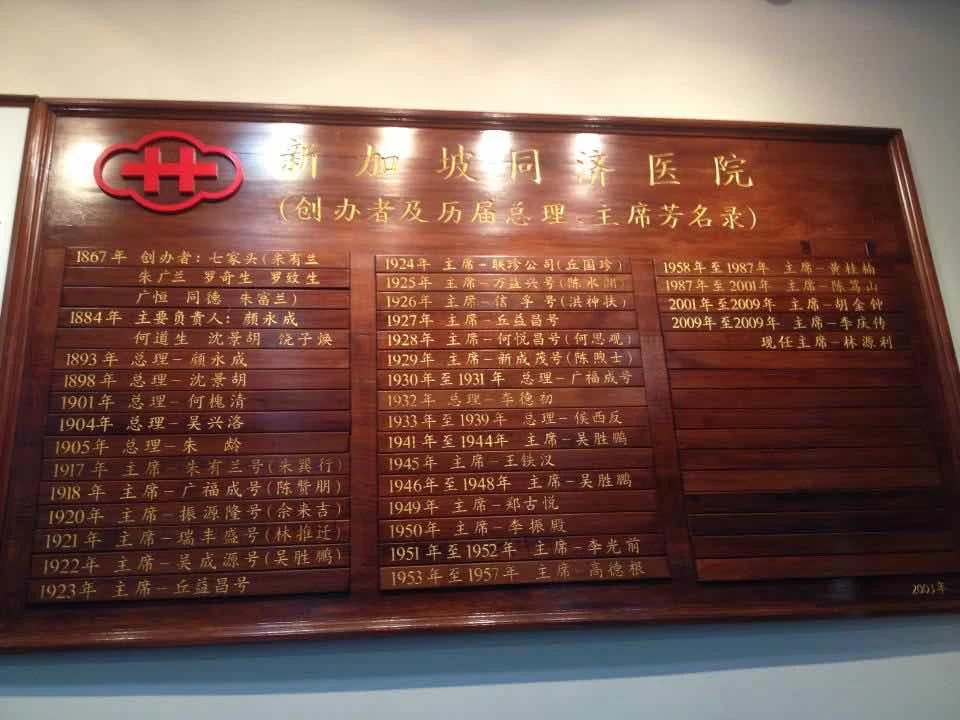 新加坡同济医院
(创办者及历届总理、主席芳名录)
1867年 创办者：七家头(朱有兰
朱广兰 罗奇生 罗致生
广恒 同德 朱富兰)
1884年 主要负责人：颜永成
何道生 沈景胡 饶子焕
1893年 总理－颜永成
1898年 总理－沈景胡
1901年 总理－何槐清
1904年 总理－吴兴洛
1905年 总理－朱 龄
1917年 主席－朱有兰号(朱巽行)
1918年 主席－广福成号(陈赞朋)
1920年 主席－振源隆号(余来吉)
1921年 主席－瑞丰盛号(林推迁)
1922年 主席－吴成源号(吴胜鹏)
1923年 主席－丘益昌号
1924年 主席－联珍公司(丘国珍)
1925年 主席－万益兴号(陈永渊)
1926年 主席－信孚号(洪神扶)
1927年 主席－丘益昌号
1928年 主席－何悦昌号(何思观)
1929年 主席－新成茂号(陈煦士)
1930年至1931年 总理－广福成号
1932年 总理－李德初
1933年至1939年 总理－侯西反
1941年至1944年 主席－吴胜鹏
1945年 主席－王铁汉
1946年至1948年 主席－吴胜鹏
1949年 主席－郑古悦
1950年 主席－李振殿
1951年至1952年 主席－李光前
1953年至1957年 主席－高德根
1958年至1987年 主席－黄桂楠
1987年至2001年 主席－陈笃山
2001年至2009年 主席－胡金钟
2009年至2009年 主席－李庆传
现任主席－林源利
2003年